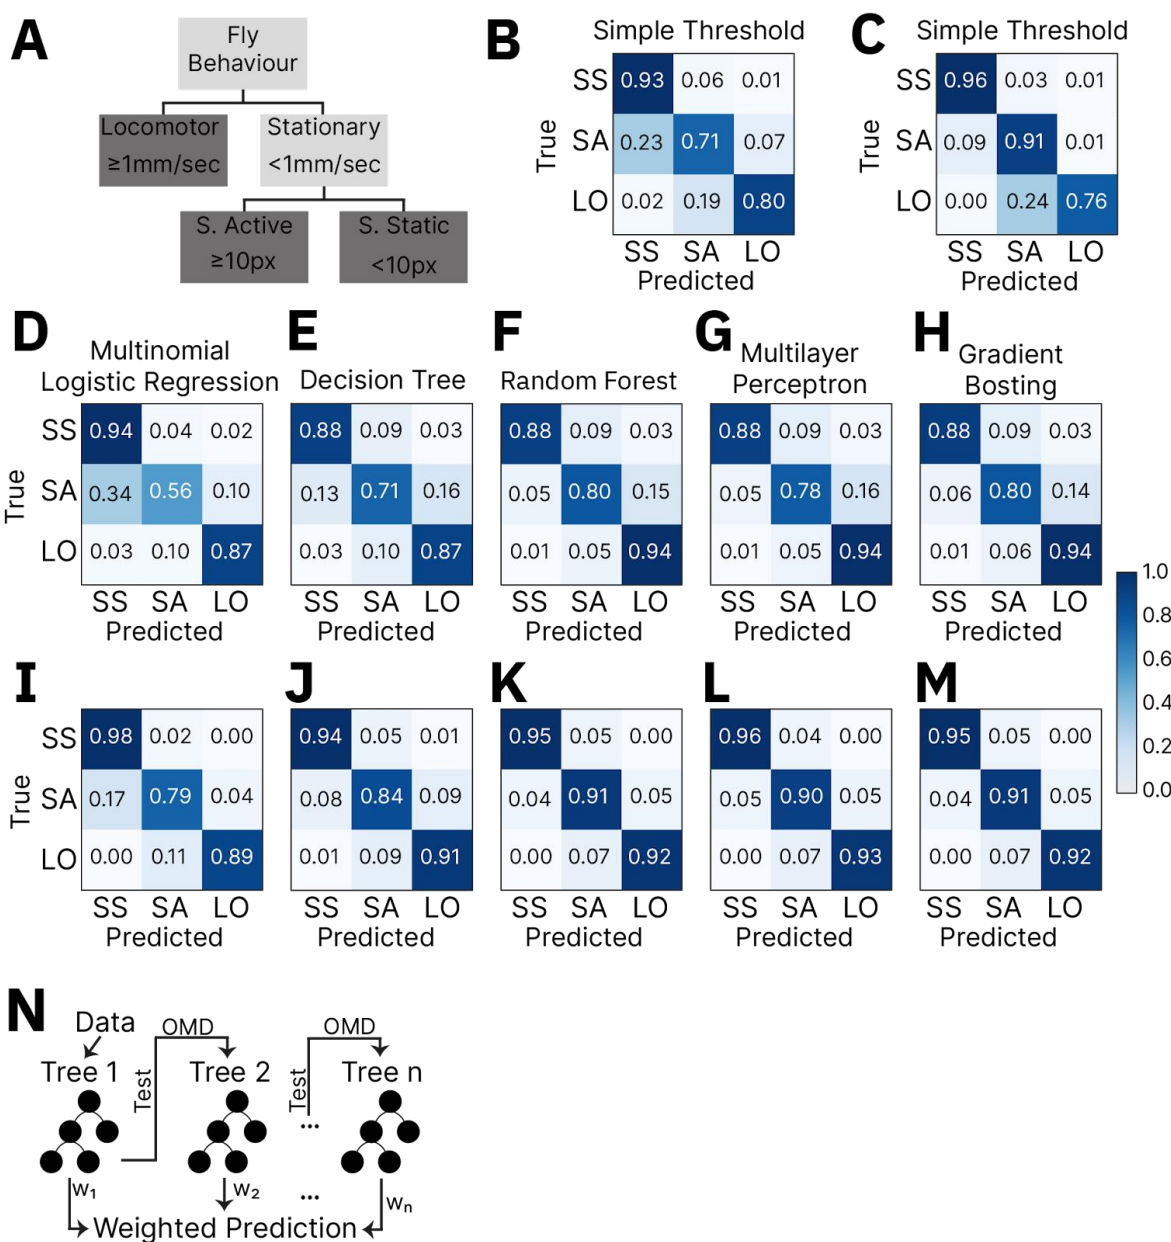 A
Fly
Behaviour
Locomotor
≥1mm/sec
Stationary
<1mm/sec
S. Active
≥10px
S. Static
<10px
B
Simple Threshold
True
SS 0.93 0.06 0.01
SA 0.23 0.71 0.07
LO 0.02 0.19 0.80
SS SA LO
Predicted
C
Simple Threshold
True
SS 0.96 0.03 0.01
SA 0.09 0.91 0.01
LO 0.00 0.24 0.76
SS SA LO
Predicted
D
Multinomial
Logistic Regression
True
SS 0.94 0.04 0.02
SA 0.34 0.56 0.10
LO 0.03 0.10 0.87
SS SA LO
Predicted
E
Decision Tree
0.88 0.09 0.03
0.13 0.71 0.16
0.03 0.10 0.87
SS SA LO
Predicted
F
Random Forest
0.88 0.09 0.03
0.05 0.80 0.15
0.01 0.05 0.94
SS SA LO
Predicted
G
Multilayer
Perceptron
0.88 0.09 0.03
0.05 0.78 0.16
0.01 0.05 0.94
SS SA LO
Predicted
H
Gradient
Bosting
0.88 0.09 0.03
0.06 0.80 0.14
0.01 0.06 0.94
SS SA LO
Predicted
1.0
0.8
0.6
0.4
0.2
0.0
I
True
SS 0.98 0.02 0.00
SA 0.17 0.79 0.04
LO 0.00 0.11 0.89
SS SA LO
Predicted
J
0.94 0.05 0.01
0.08 0.84 0.09
0.01 0.09 0.91
SS SA LO
Predicted
K
0.95 0.05 0.00
0.04 0.91 0.05
0.00 0.07 0.92
SS SA LO
Predicted
L
0.96 0.04 0.00
0.05 0.90 0.05
0.00 0.07 0.93
SS SA LO
Predicted
M
0.95 0.05 0.00
0.04 0.91 0.05
0.00 0.07 0.92
SS SA LO
Predicted
N
Data
Tree 1
Test
OMD
Tree 2
Test
OMD
Tree n
...
w₁
w₂
...
wₙ
Weighted Prediction